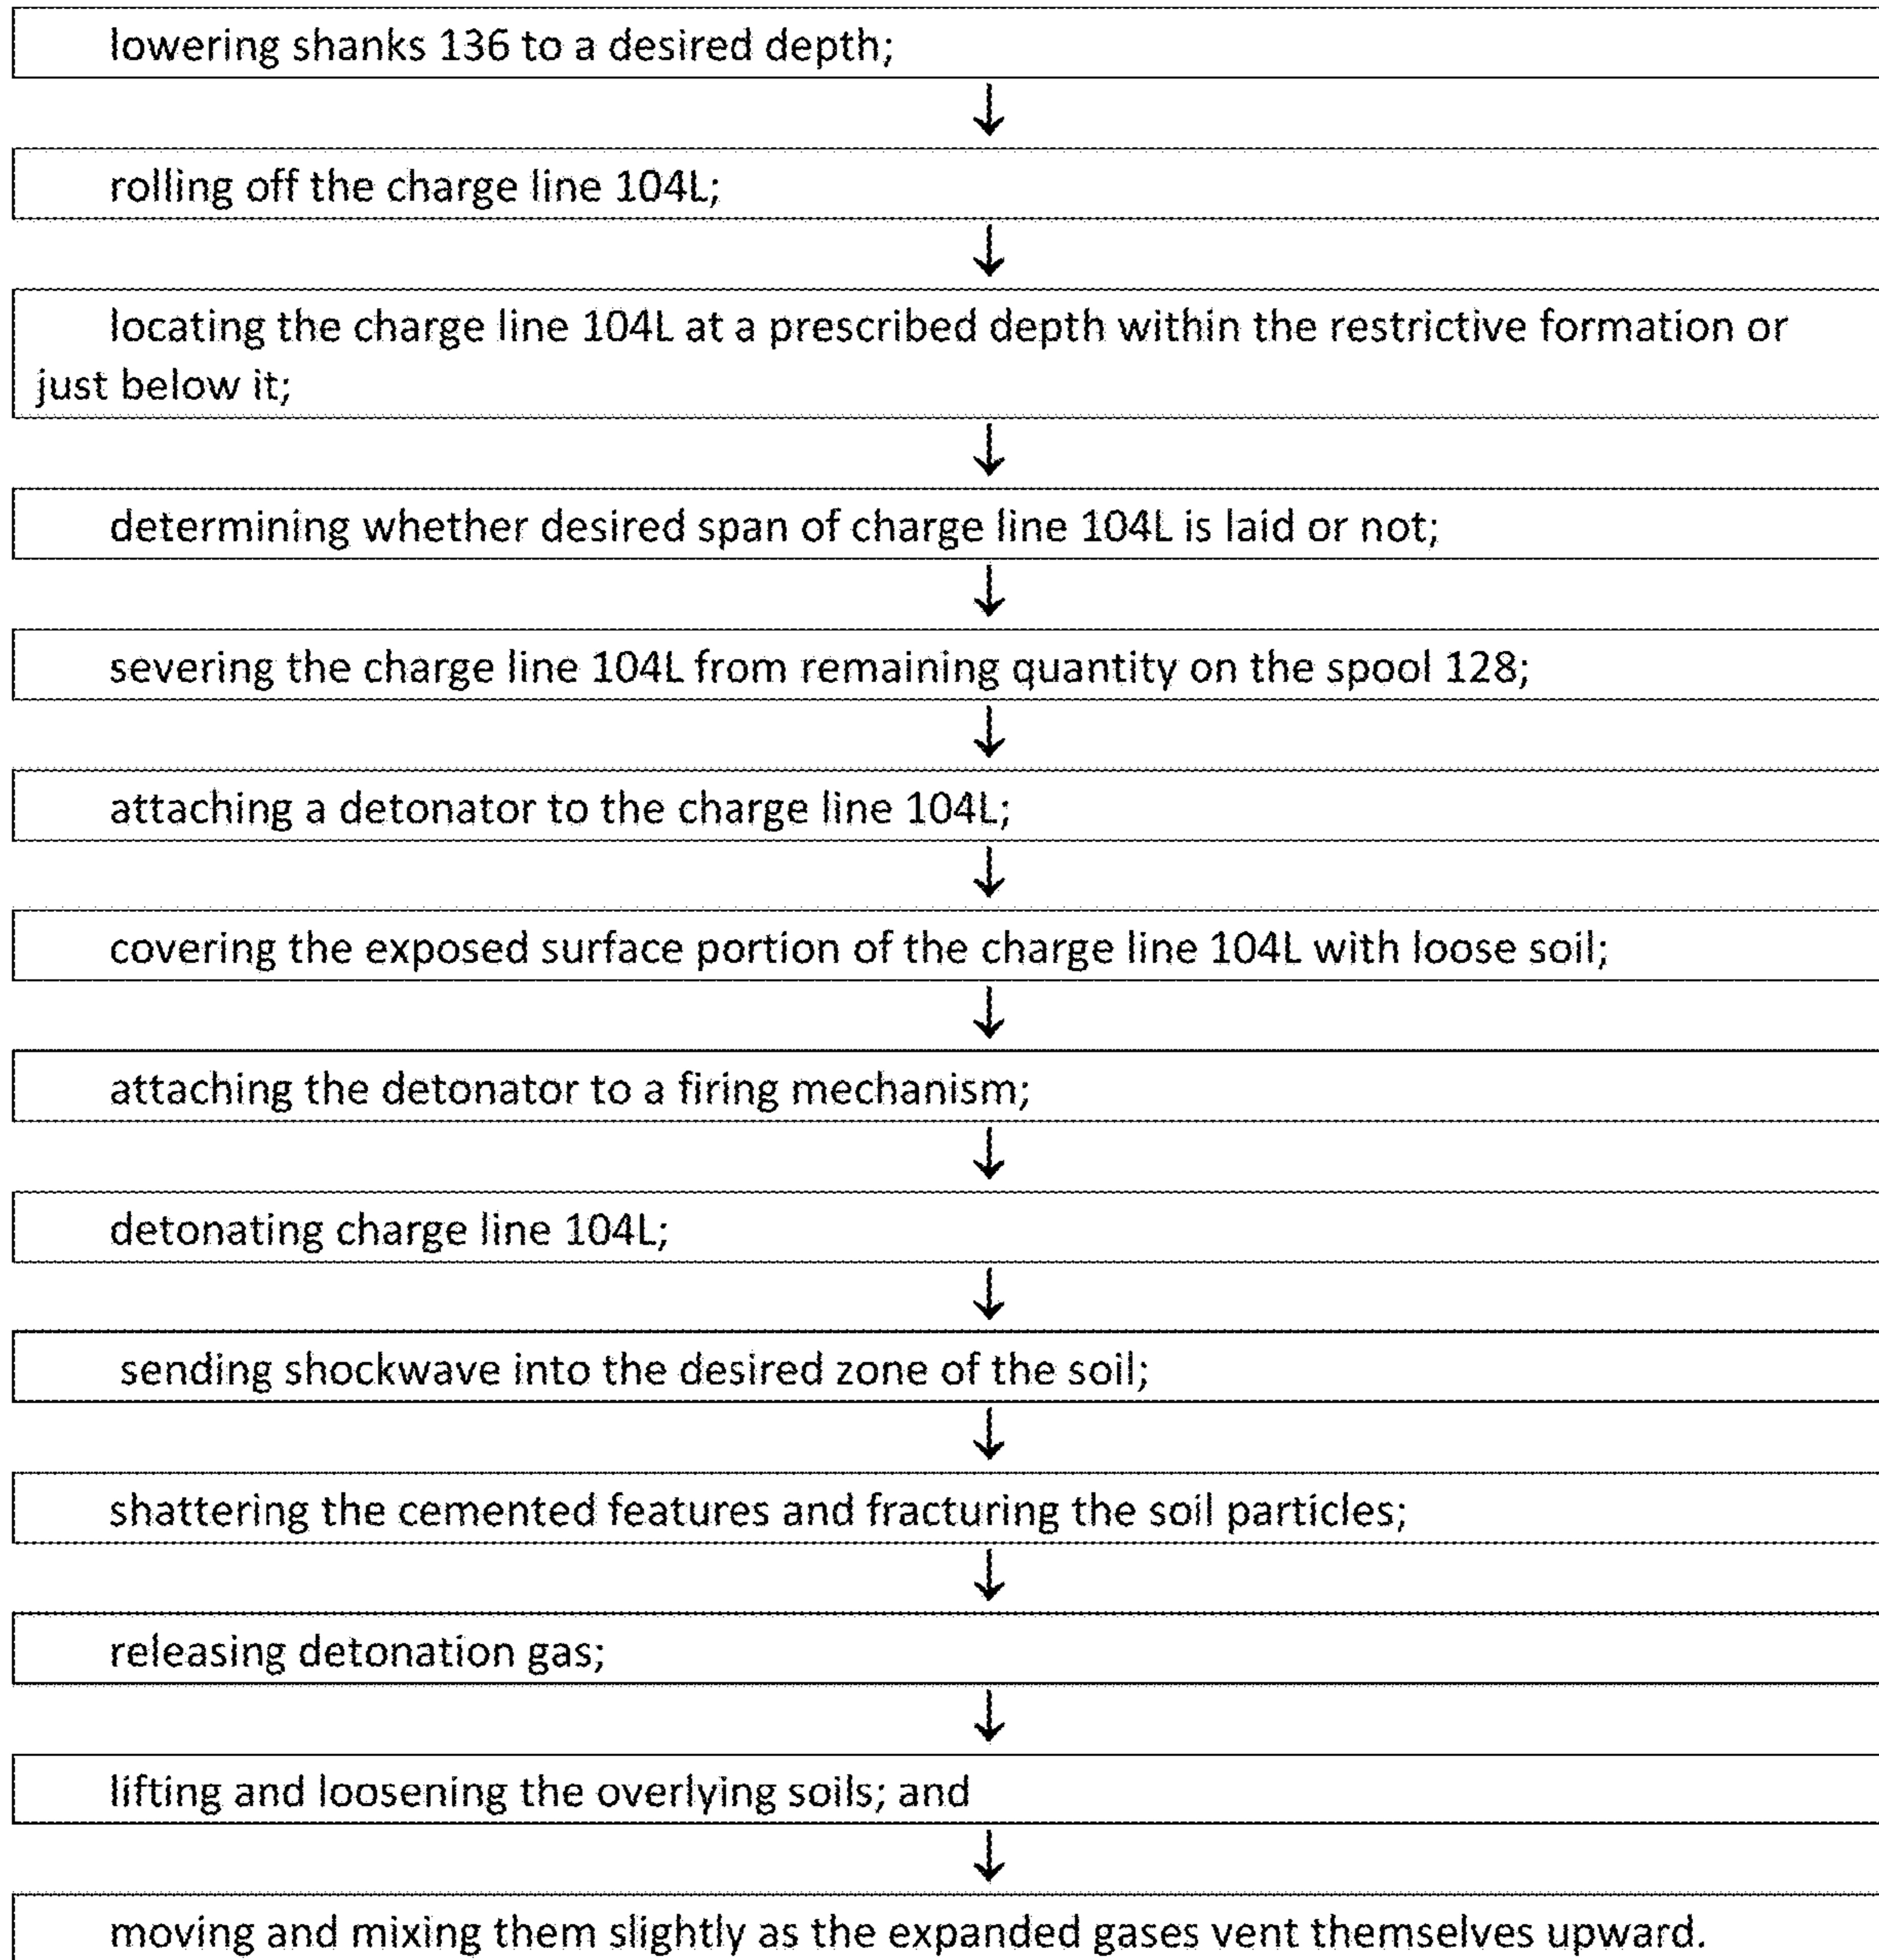 lowering shanks 136 to a desired depth;
rolling off the charge line 104L;
locating the charge line 104L at a prescribed depth within the restrictive formation or
just below it;
determining whether desired span of charge line 104L is laid or not;
severing the charge line 104L from remaining quantity on the spool 128;
attaching a detonator to the charge line 104L;
covering the exposed surface portion of the charge line 104L with loose soil;
attaching the detonator to a firing mechanism;
detonating charge line 104L;
sending shockwave into the desired zone of the soil;
shattering the cemented features and fracturing the soil particles;
releasing detonation gas;
lifting and loosening the overlying soils; and
moving and mixing them slightly as the expanded gases vent themselves upward.